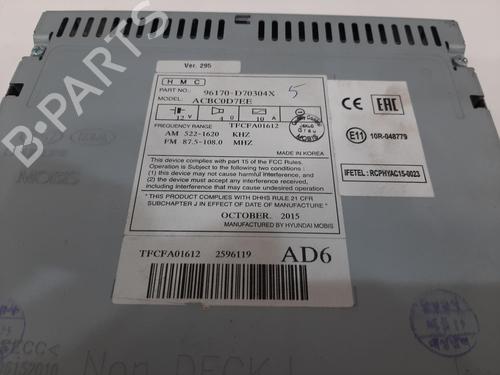 B-PARTS
Ver. 295
HMC
PART NO.: 96170-D70304X 5
MODEL: ACBC0D7EE
12 V 4 Ω 10 A
FREQUENCY RANGE TFCFA01612
AM 522-1620 KHZ
FM 87.5-108.0 MHZ
MADE IN KOREA
This device complies with part 15 of the FCC Rules.
Operation is Subject to the following two conditions :
(1) this device may not cause harmful interference, and
(2) this device must accept any interference received,
including interference that may cause undesired
operation.
" THIS PRODUCT COMPLIES WITH DHHS RULE 21 CFR
SUBCHAPTER J IN EFFECT OF DATE OF MANUFACTURE "
OCTOBER. 2015
MANUFACTURED BY HYUNDAI MOBIS
TFCFA01612 2596119 AD6
CE EAC
E11 10R-048779
IFETEL : RCPHYAC15-0023
MOBIS
Non DECK